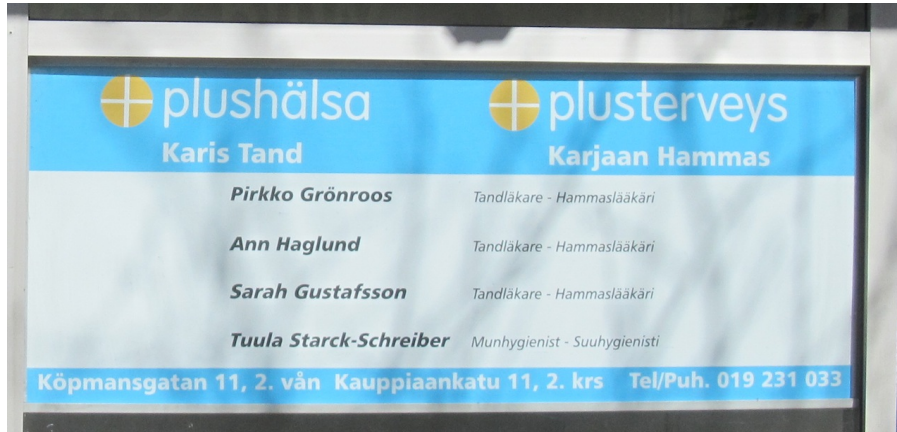 plushälsa plusterveys
Karis Tand Karjaan Hammas
Pirkko Grönroos Tandläkare - Hammaslääkäri
Ann Haglund Tandläkare - Hammaslääkäri
Sarah Gustafsson Tandläkare - Hammaslääkäri
Tuula Starck-Schreiber Munhygienist - Suuhygienisti
Köpmansgatan 11, 2. vån Kauppiaankatu 11, 2. krs Tel/Puh. 019 231 033